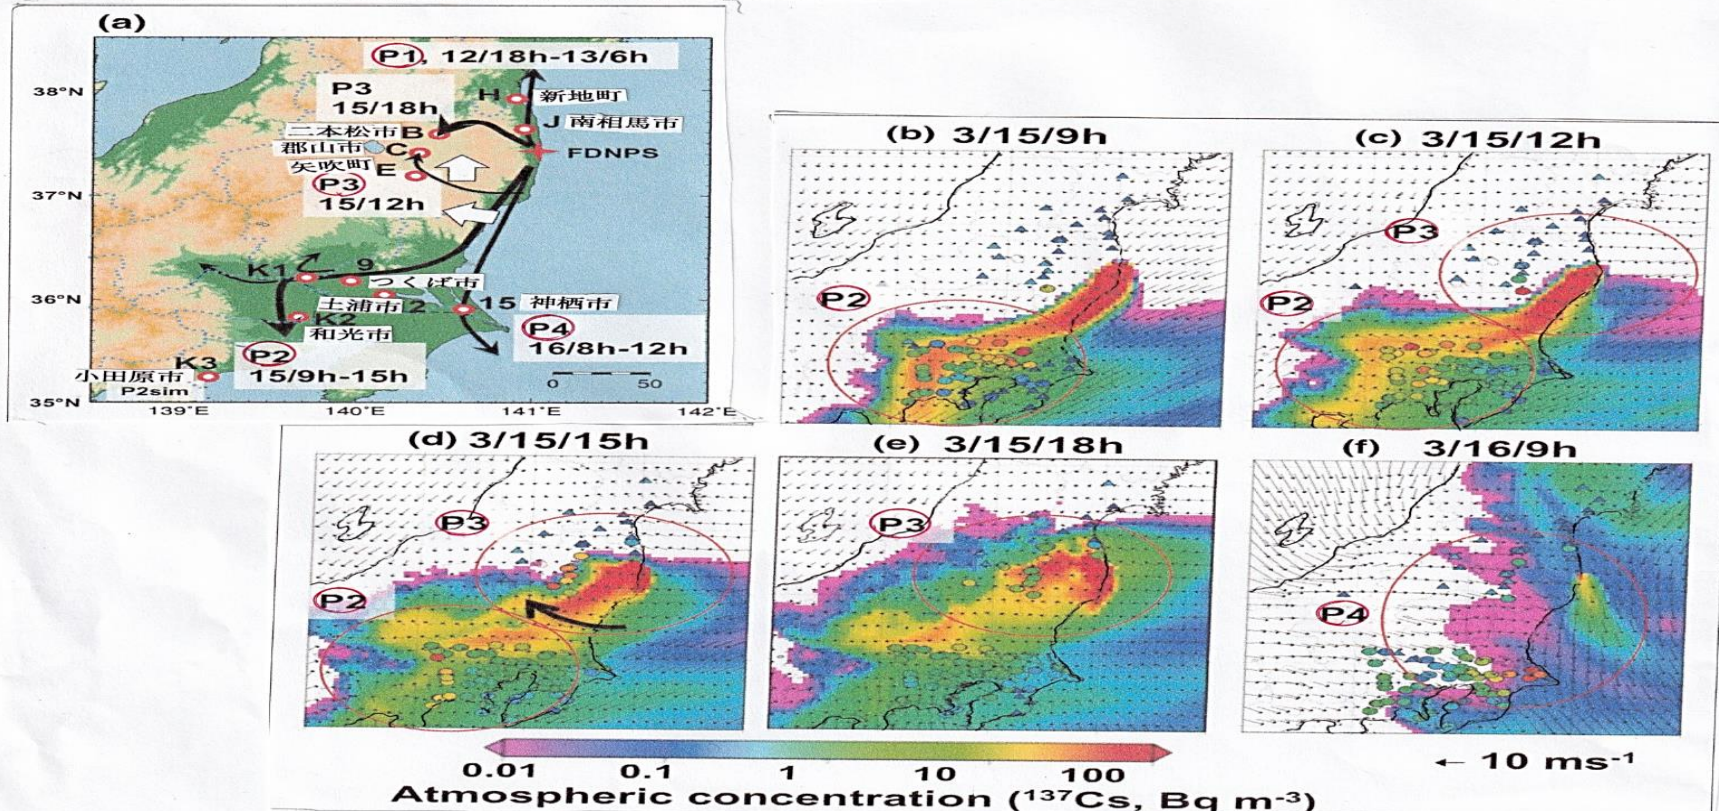 (a)
P1, 12/18h-13/6h
38°N
P3
15/18h
H 新地町
J 南相馬市
二本松市 B
郡山市 C
FDNPS
矢吹町 E
P3
37°N
15/12h
K1
9
つくば市
36°N
土浦市 2
15 神栖市
K2
和光市
P4
16/8h-12h
P2
15/9h-15h
K3
小田原市
P2sim
0 50
35°N
139°E 140°E 141°E 142°E
(b) 3/15/9h
P2
(c) 3/15/12h
P3
P2
(d) 3/15/15h
P3
P2
(e) 3/15/18h
P3
(f) 3/16/9h
P4
0.01 0.1 1 10 100
← 10 ms-1
Atmospheric concentration (137Cs, Bq m-3)